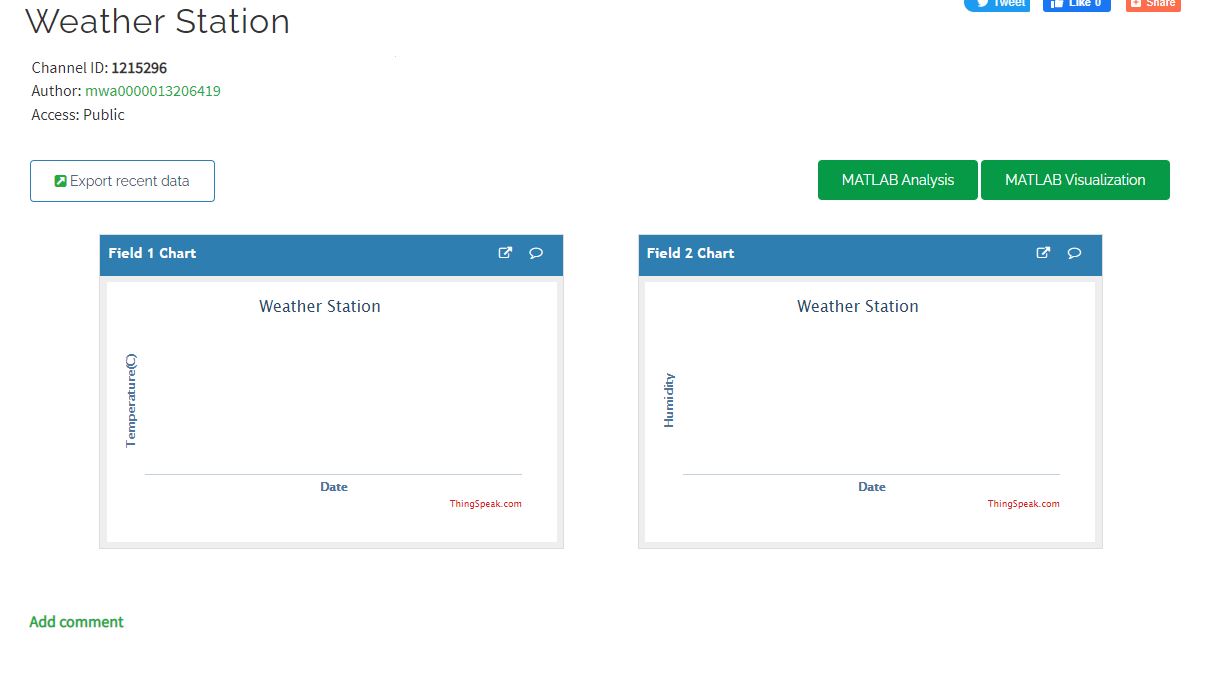 Weather Station
Tweet
Like 0
Share
Channel ID: 1215296
Author: mwa0000013206419
Access: Public
Export recent data
MATLAB Analysis
MATLAB Visualization
Field 1 Chart
Weather Station
Temperature(C)
Date
ThingSpeak.com
Field 2 Chart
Weather Station
Humidity
Date
ThingSpeak.com
Add comment